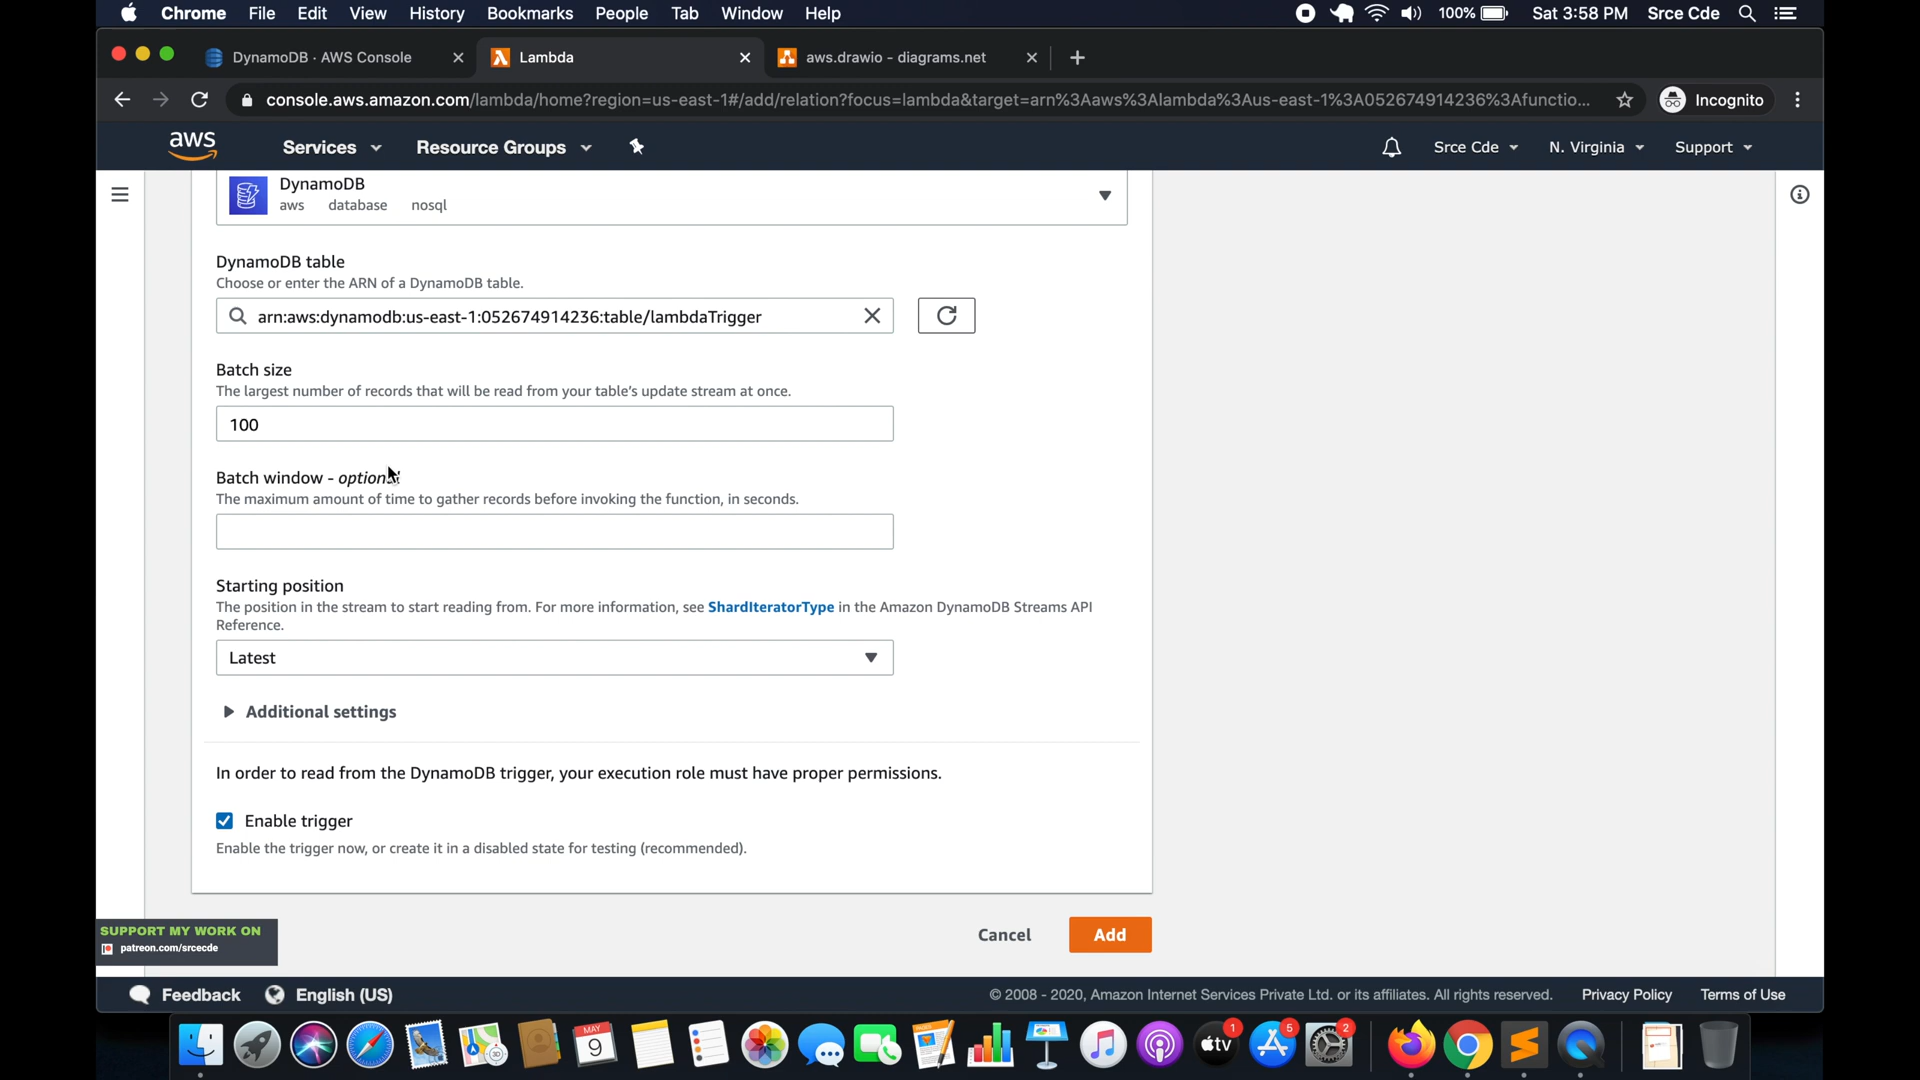 Chrome File Edit View History Bookmarks People Tab Window Help 100% Sat 3:58 PM Srce Cde
DynamoDB · AWS Console Lambda aws.drawio - diagrams.net
console.aws.amazon.com/lambda/home?region=us-east-1#/add/relation?focus=lambda&target=arn%3Aaws%3Alambda%3Aus-east-1%3A052674914236%3Afunctio... Incognito
aws Services Resource Groups Srce Cde N. Virginia Support
DynamoDB
aws database nosql
DynamoDB table
Choose or enter the ARN of a DynamoDB table.
arn:aws:dynamodb:us-east-1:052674914236:table/lambdaTrigger
Batch size
The largest number of records that will be read from your table's update stream at once.
100
Batch window - optional
The maximum amount of time to gather records before invoking the function, in seconds.
Starting position
The position in the stream to start reading from. For more information, see ShardIteratorType in the Amazon DynamoDB Streams API
Reference.
Latest
Additional settings
In order to read from the DynamoDB trigger, your execution role must have proper permissions.
Enable trigger
Enable the trigger now, or create it in a disabled state for testing (recommended).
SUPPORT MY WORK ON
patreon.com/srcecde
Cancel Add
Feedback English (US) © 2008 - 2020, Amazon Internet Services Private Ltd. or its affiliates. All rights reserved. Privacy Policy Terms of Use
3D MAY 9 PAGES tv 1 5 2